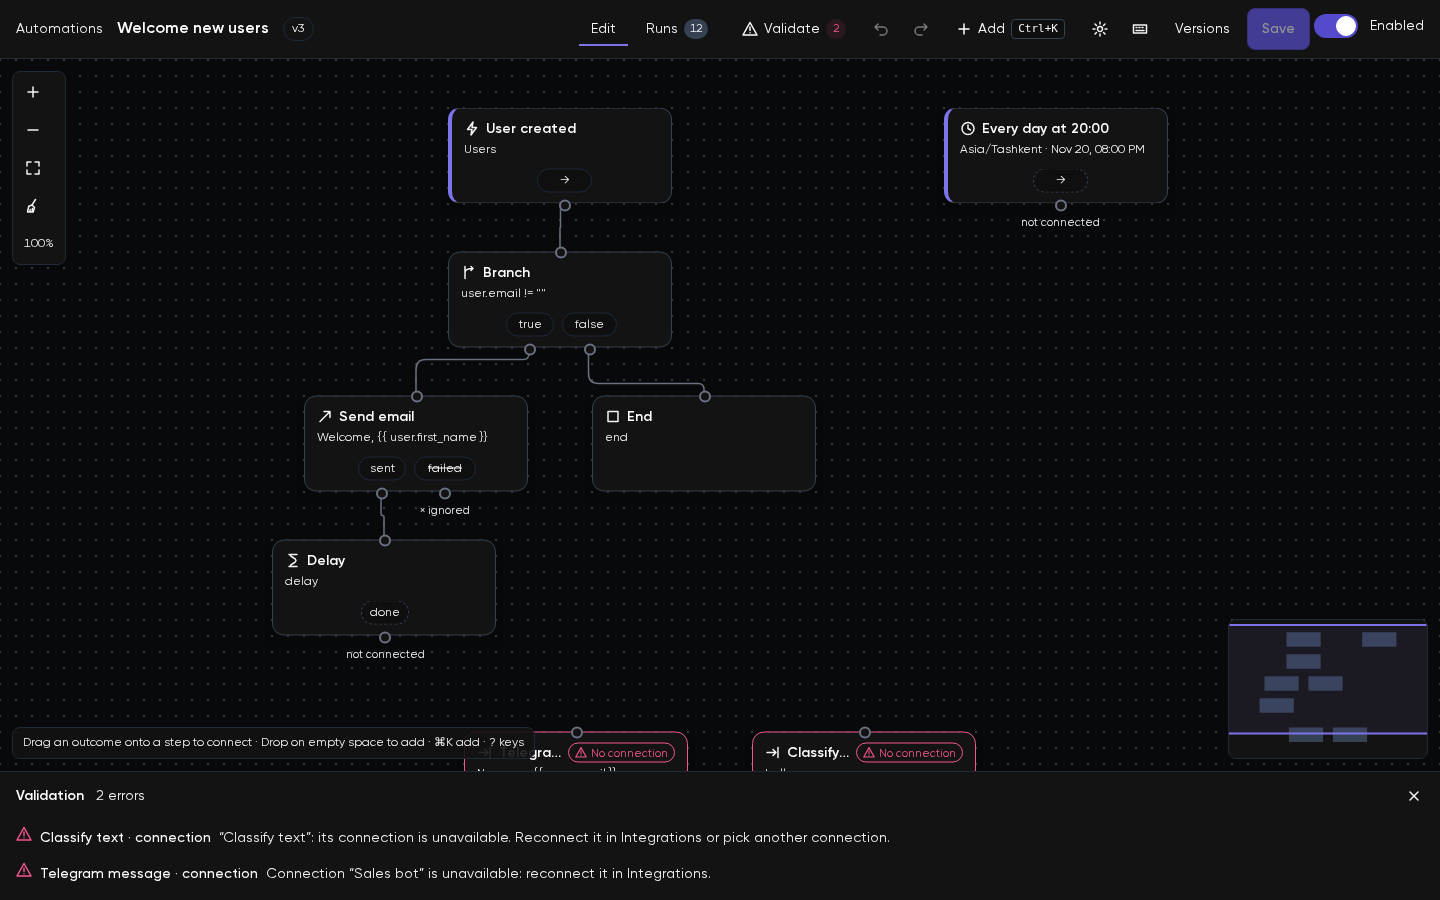 Automations Welcome new users v3 Edit Runs 12 Validate 2 Add Ctrl+K Versions Save Enabled
100%
User created
Users
→
Every day at 20:00
Asia/Tashkent · Nov 20, 08:00 PM
→
not connected
Branch
user.email != ""
true false
Send email
Welcome, {{ user.first_name }}
sent failed
× ignored
End
end
Delay
delay
done
not connected
Drag an outcome onto a step to connect · Drop on empty space to add · ⌘K add · ? keys
No connection
Classify... No connection
Validation 2 errors
Classify text · connection “Classify text”: its connection is unavailable. Reconnect it in Integrations or pick another connection.
Telegram message · connection Connection “Sales bot” is unavailable: reconnect it in Integrations.